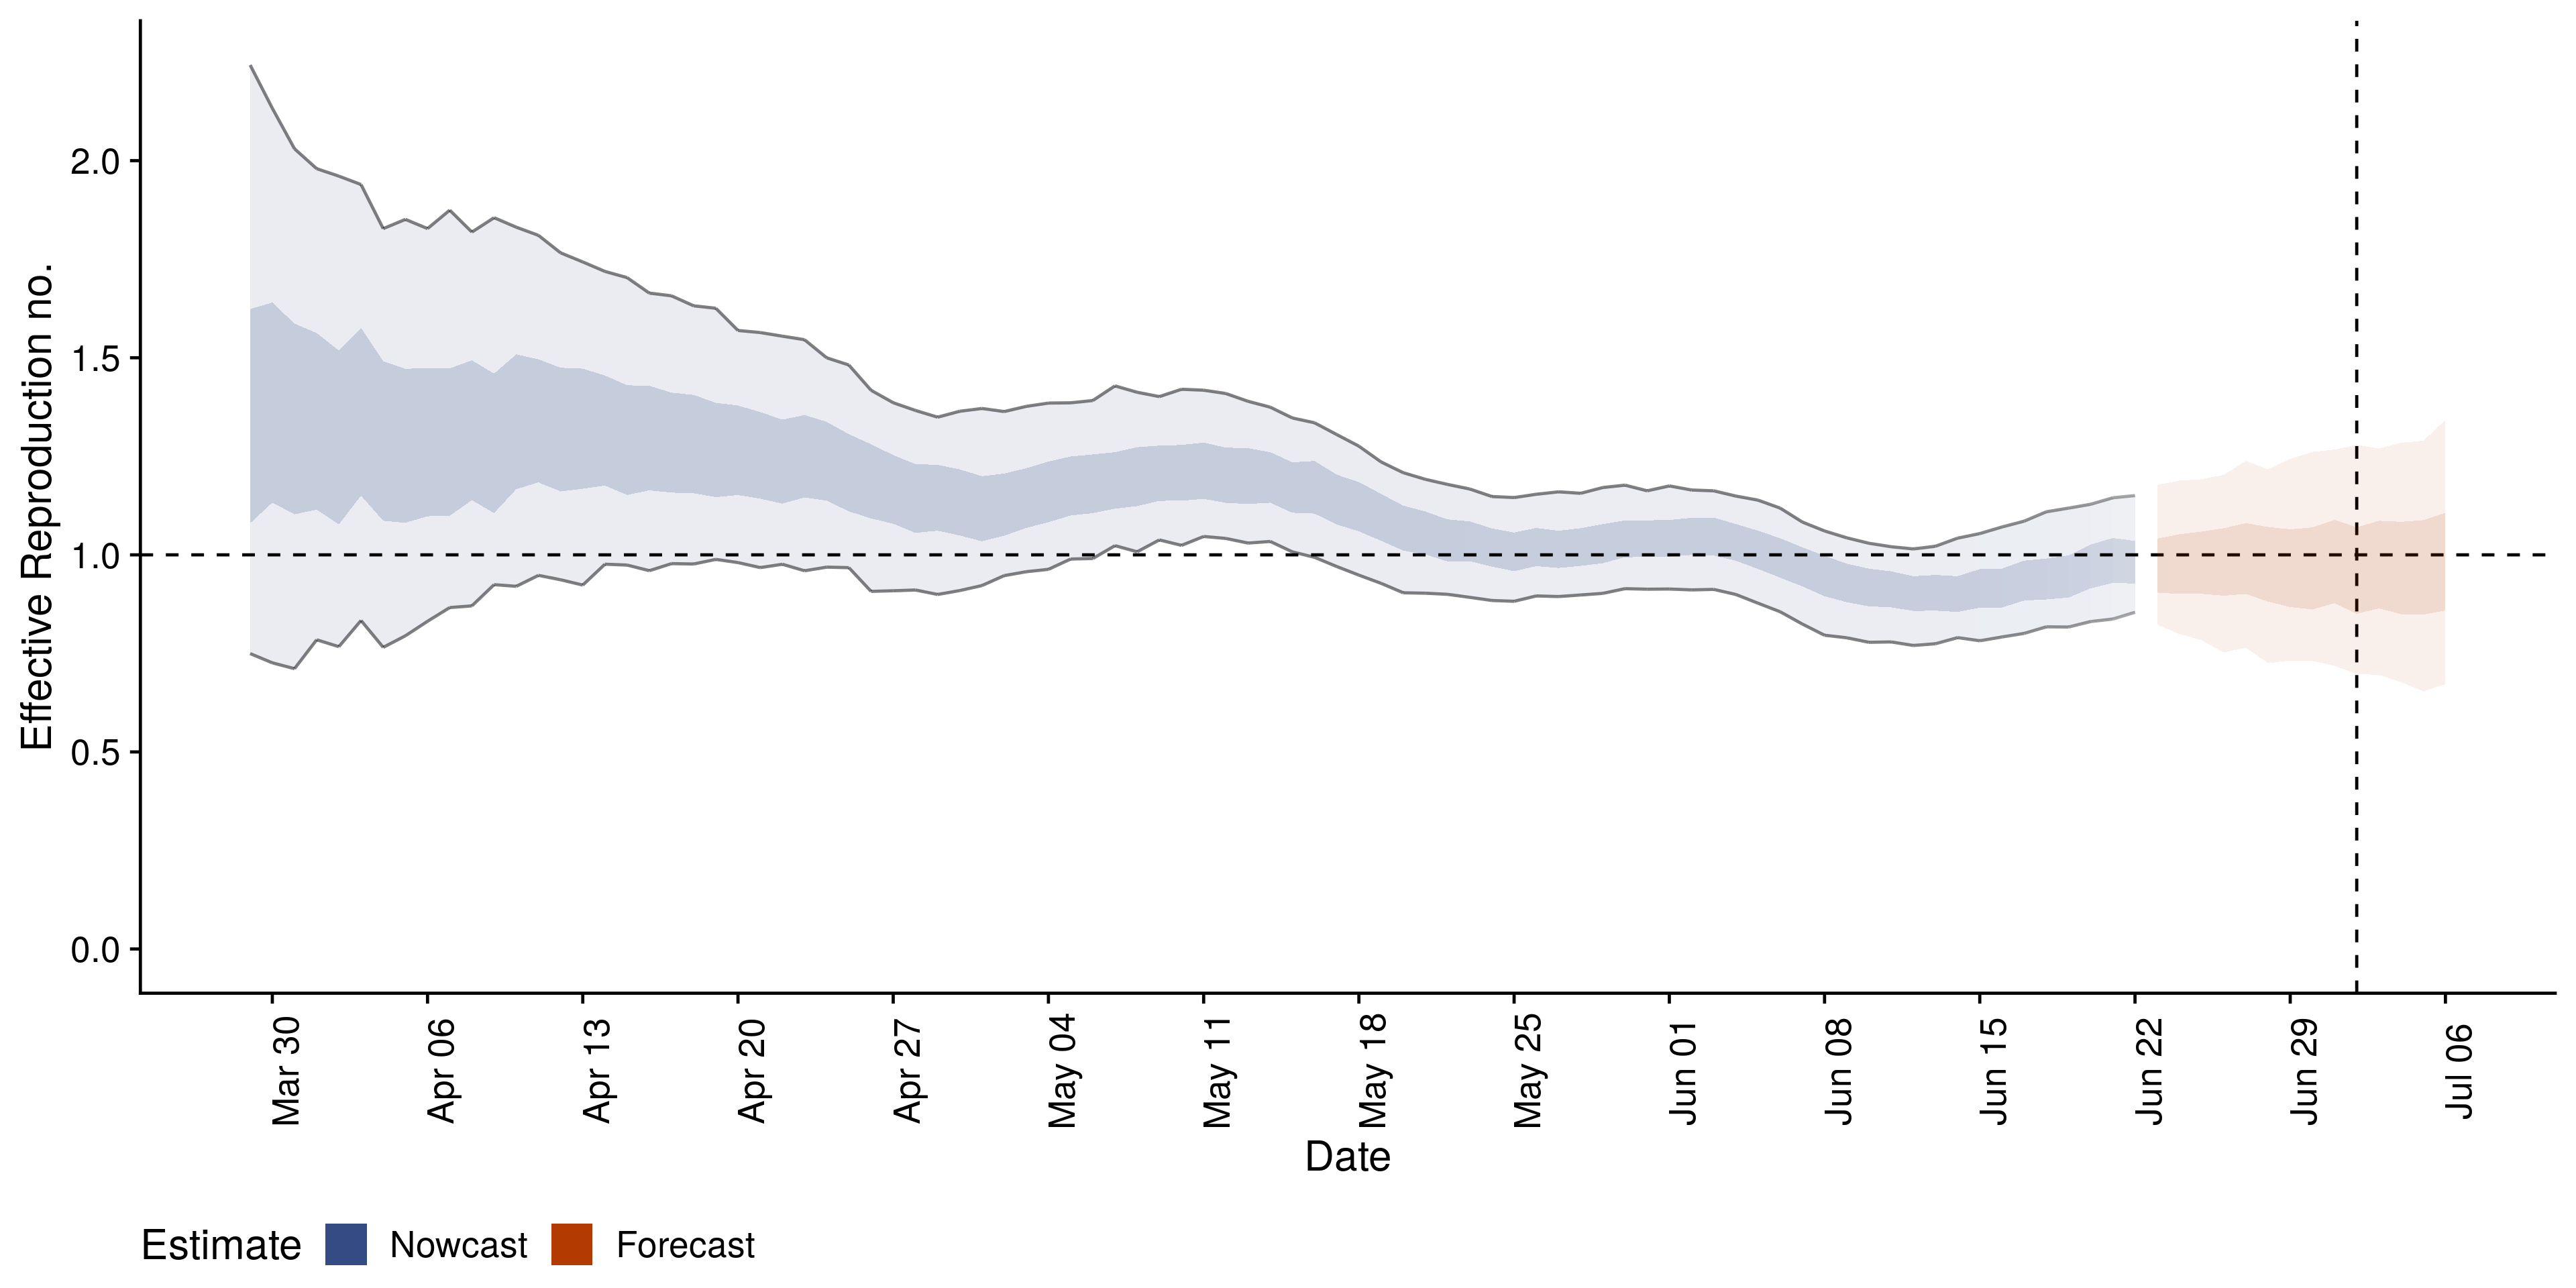 Effective Reproduction no.
2.0
1.5
1.0
0.5
0.0
Mar 30
Apr 06
Apr 13
Apr 20
Apr 27
May 04
May 11
May 18
May 25
Jun 01
Jun 08
Jun 15
Jun 22
Jun 29
Jul 06
Date
Estimate Nowcast Forecast